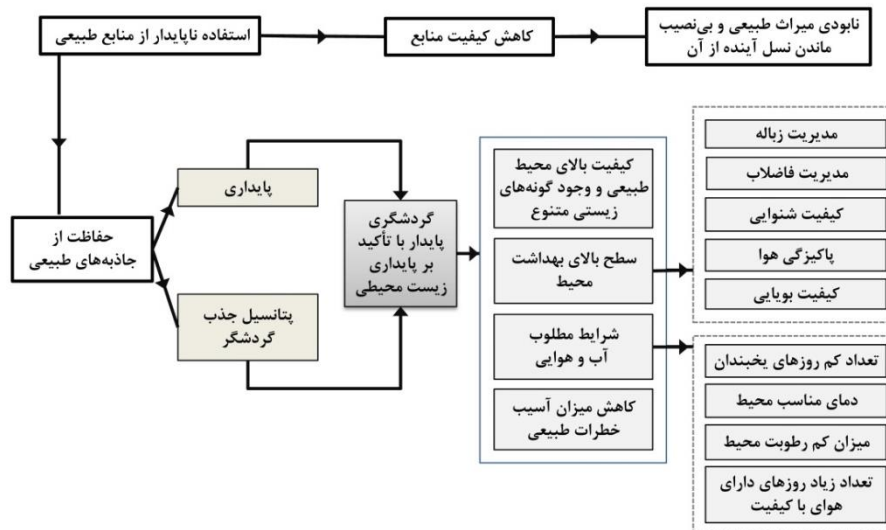 استفاده ناپایدار از منابع طبیعی
کاهش کیفیت منابع
نابودی میراث طبیعی و بی‌نصیب
ماندن نسل آینده از آن
حفاظت از
جاذبه‌های طبیعی
پایداری
پتانسیل جذب
گردشگر
گردشگری
پایدار با تأکید
بر پایداری
زیست محیطی
کیفیت بالای محیط
طبیعی و وجود گونه‌های
زیستی متنوع
سطح بالای بهداشت
محیط
شرایط مطلوب
آب و هوایی
کاهش میزان آسیب
خطرات طبیعی
مدیریت زباله
مدیریت فاضلاب
کیفیت شنوایی
پاکیزگی هوا
کیفیت بویایی
تعداد کم روزهای یخبندان
دمای مناسب محیط
میزان کم رطوبت محیط
تعداد زیاد روزهای دارای
هوای با کیفیت